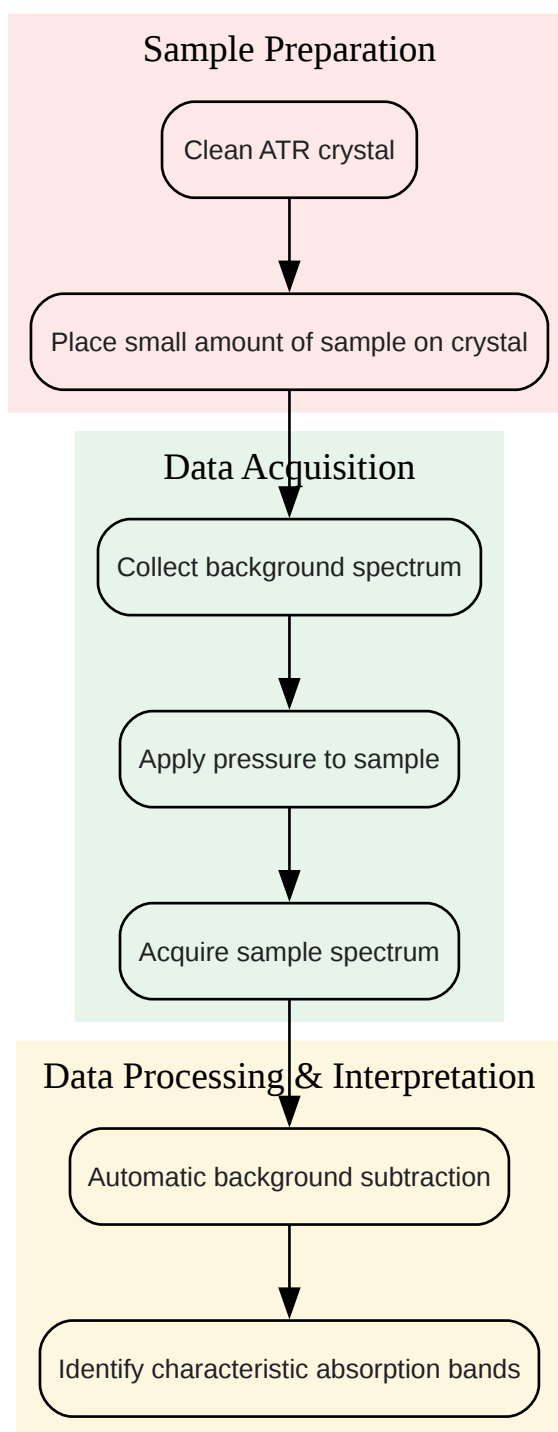 Sample Preparation
Clean ATR crystal
Place small amount of sample on crystal
Data Acquisition
Collect background spectrum
Apply pressure to sample
Acquire sample spectrum
Data Processing & Interpretation
Automatic background subtraction
Identify characteristic absorption bands